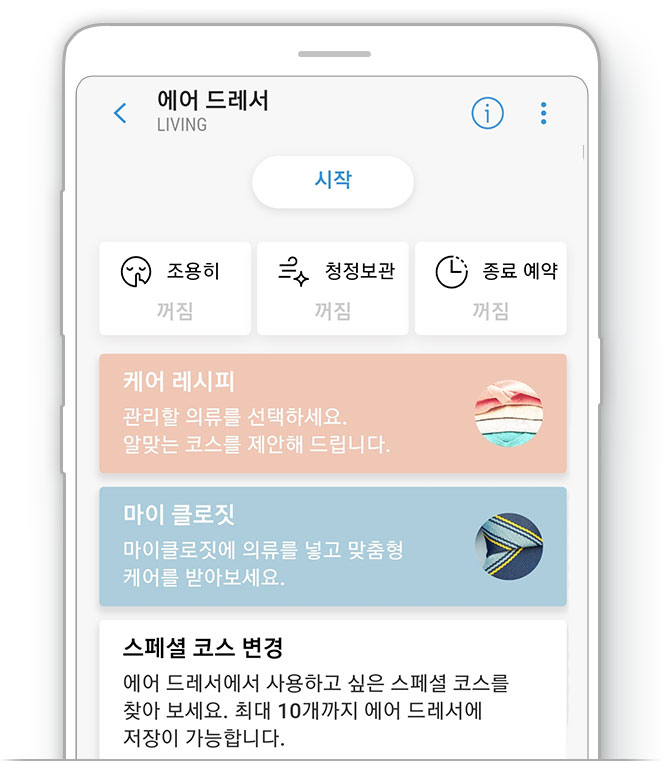 에어 드레서
LIVING
시작
조용히
꺼짐
청정보관
꺼짐
종료 예약
꺼짐
케어 레시피
관리할 의류를 선택하세요.
알맞는 코스를 제안해 드립니다.
마이 클로짓
마이클로짓에 의류를 넣고 맞춤형
케어를 받아보세요.
스페셜 코스 변경
에어 드레서에서 사용하고 싶은 스페셜 코스를
찾아 보세요. 최대 10개까지 에어 드레서에
저장이 가능합니다.